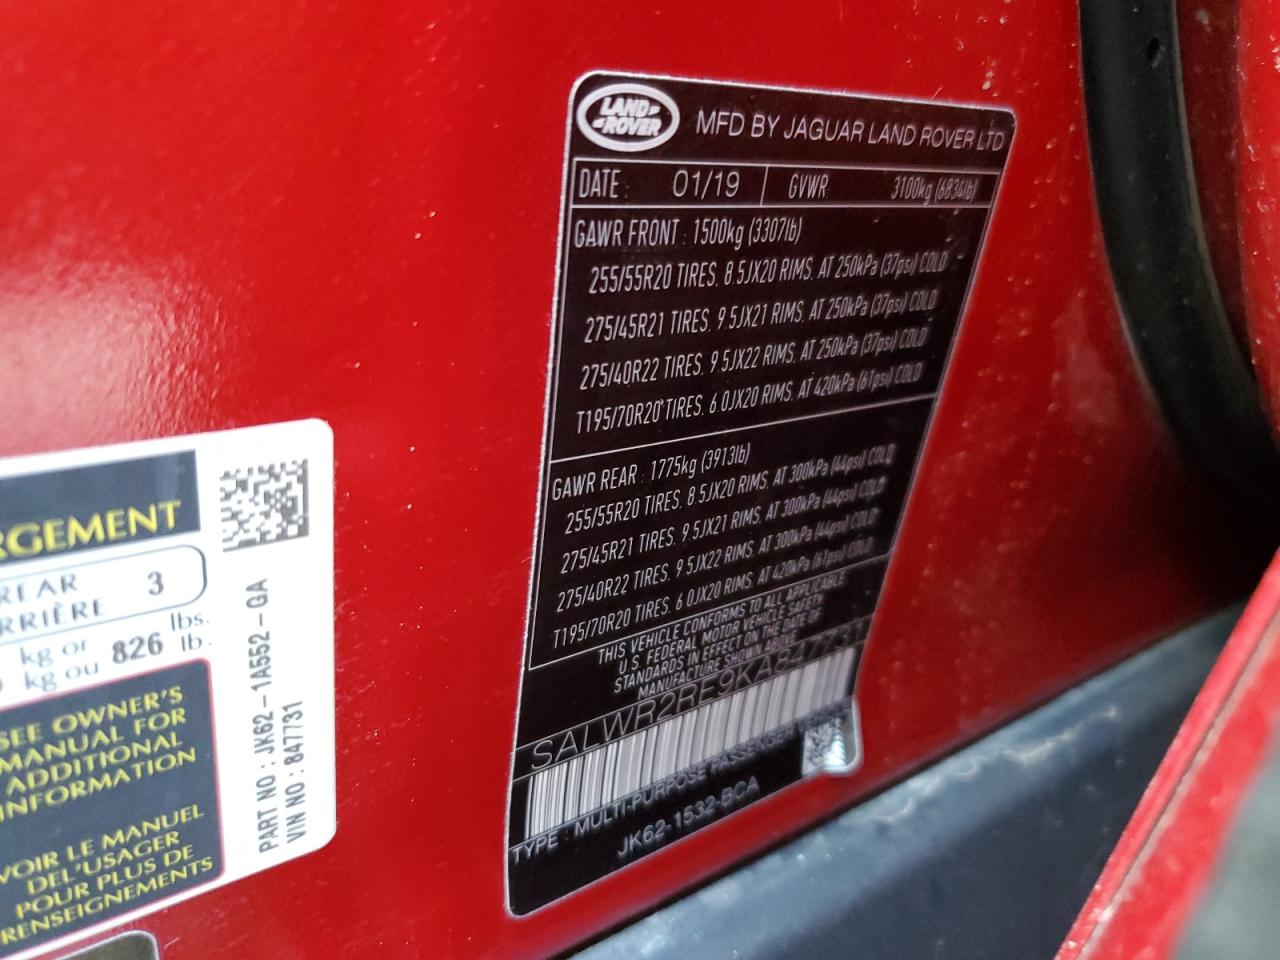 LAND ROVER
MFD BY JAGUAR LAND ROVER LTD
DATE : 01/19 GVWR: 3100kg (6834lb)
GAWR FRONT : 1500kg (3307lb)
255/55R20 TIRES. 8.5JX20 RIMS. AT 250kPa (37psi) COLD
275/45R21 TIRES. 9.5JX21 RIMS. AT 250kPa (37psi) COLD
275/40R22 TIRES. 9.5JX22 RIMS. AT 250kPa (37psi) COLD
T195/70R20 TIRES. 6.0JX20 RIMS. AT 420kPa (61psi) COLD
GAWR REAR : 1775kg (3913lb)
255/55R20 TIRES. 8.5JX20 RIMS. AT 300kPa (44psi) COLD
275/45R21 TIRES. 9.5JX21 RIMS. AT 300kPa (44psi) COLD
275/40R22 TIRES. 9.5JX22 RIMS. AT 300kPa (44psi) COLD
T195/70R20 TIRES. 6.0JX20 RIMS. AT 420kPa (61psi) COLD
THIS VEHICLE CONFORMS TO ALL APPLICABLE
U.S. FEDERAL MOTOR VEHICLE SAFETY
STANDARDS IN EFFECT ON THE DATE OF
MANUFACTURE SHOWN ABOVE.
SALWR2RE9KA847731
TYPE : MULTI-PURPOSE PASSENGER
JK62-1532-BCA
RGEMENT
REAR 3
RRIÈRE
kg or 826 lbs.
kg ou lb.
SEE OWNER'S
MANUAL FOR
ADDITIONAL
INFORMATION
VOIR LE MANUEL
DEL'USAGER
POUR PLUS DE
RENSEIGNEMENTS
PART NO : JK62-1A552-GA
VIN NO : 847731